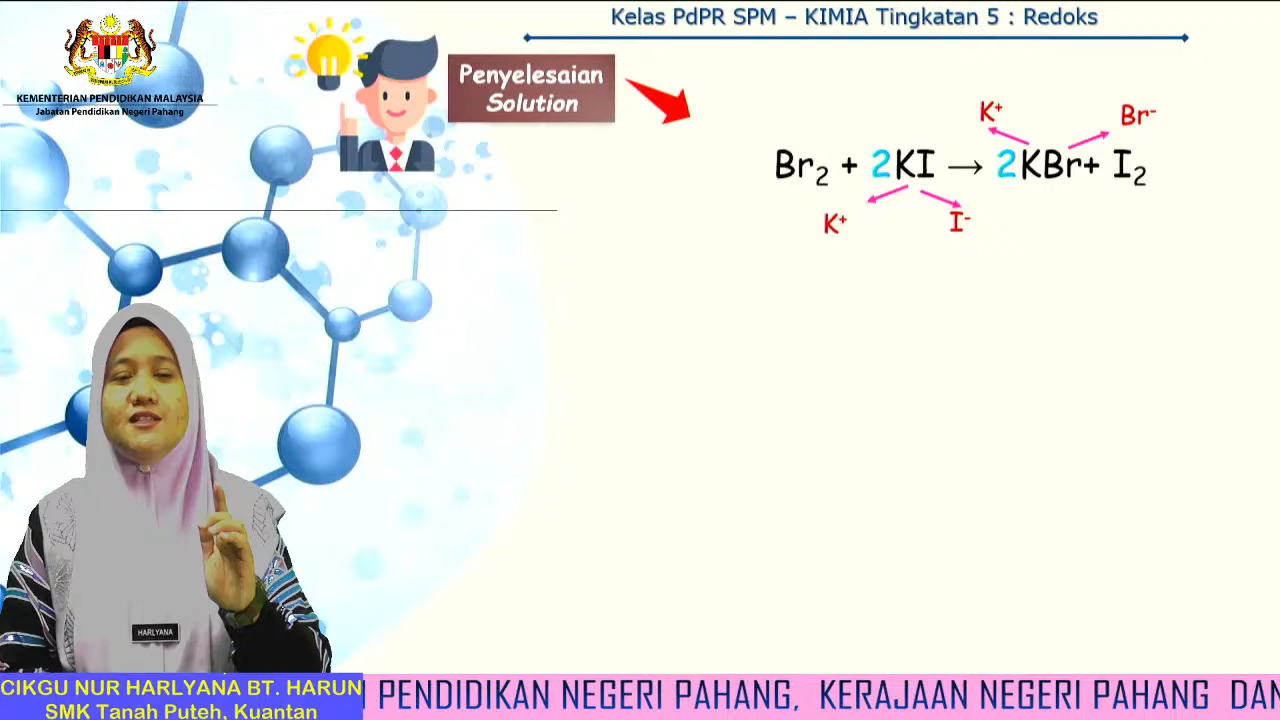 Kelas PdPR SPM – KIMIA Tingkatan 5 : Redoks
KEMENTERIAN PENDIDIKAN MALAYSIA
Jabatan Pendidikan Negeri Pahang
Penyelesaian
Solution
K⁺ Br⁻
Br₂ + 2KI → 2KBr+ I₂
K⁺ I⁻
HARLYANA
CIKGU NUR HARLYANA BT. HARUN
SMK Tanah Puteh, Kuantan
PENDIDIKAN NEGERI PAHANG, KERAJAAN NEGERI PAHANG DAN